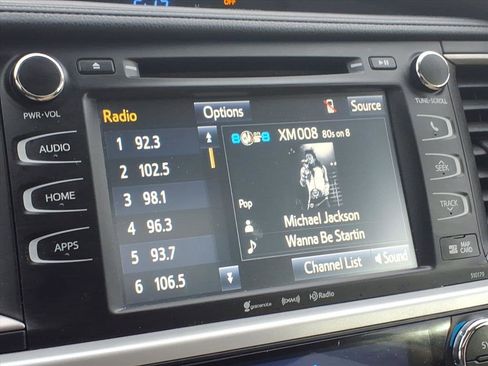 OFF
PWR·VOL
TUNE·SCROLL
Radio
Options
Source
AUDIO
HOME
APPS
1 92.3
2 102.5
3 98.1
4 96.3
5 93.7
6 106.5
XM008 80s on 8
Pop
Michael Jackson
Wanna Be Startin
Channel List
Sound
SEEK
TRACK
MAP
CARD
gracenote
HD Radio
510179